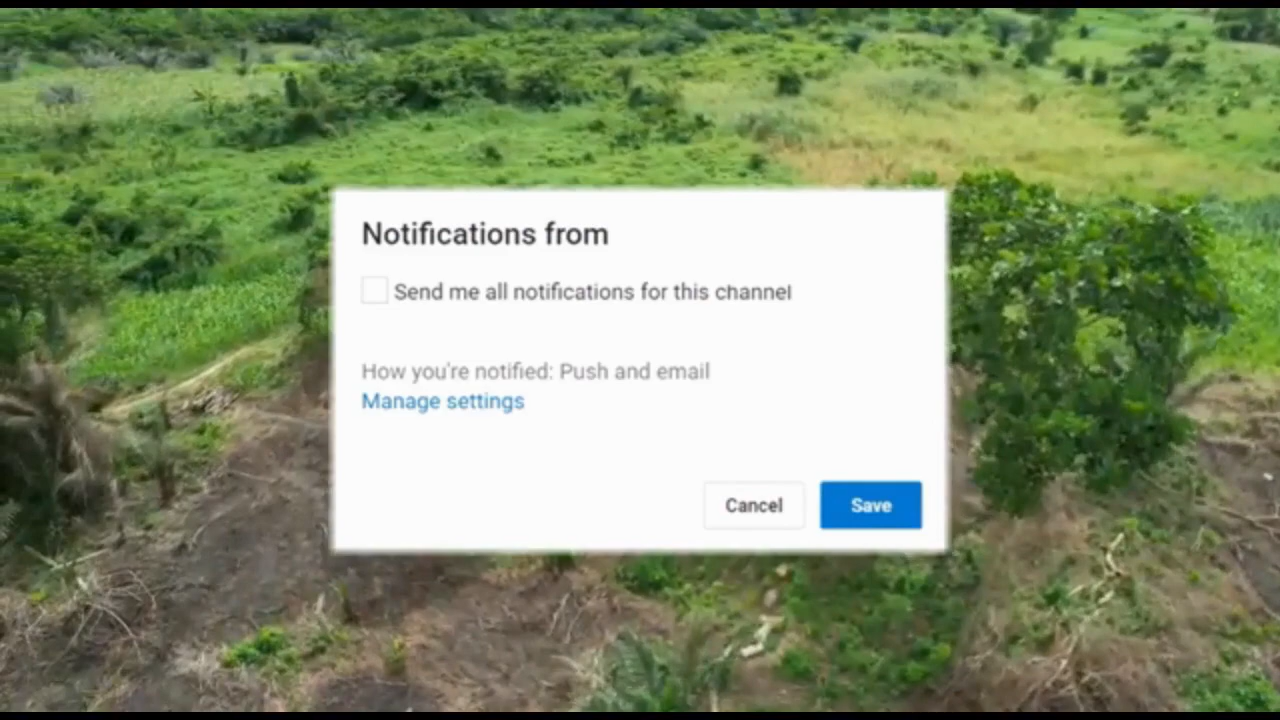 Notifications from
Send me all notifications for this channel
How you're notified: Push and email
Manage settings
Cancel
Save